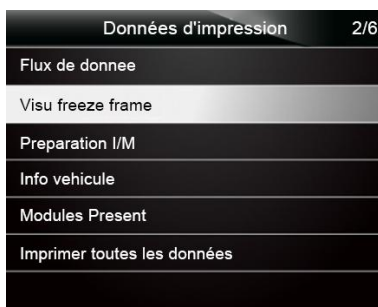 Données d'impression 2/6
Flux de donnee
Visu freeze frame
Preparation I/M
Info vehicule
Modules Present
Imprimer toutes les données